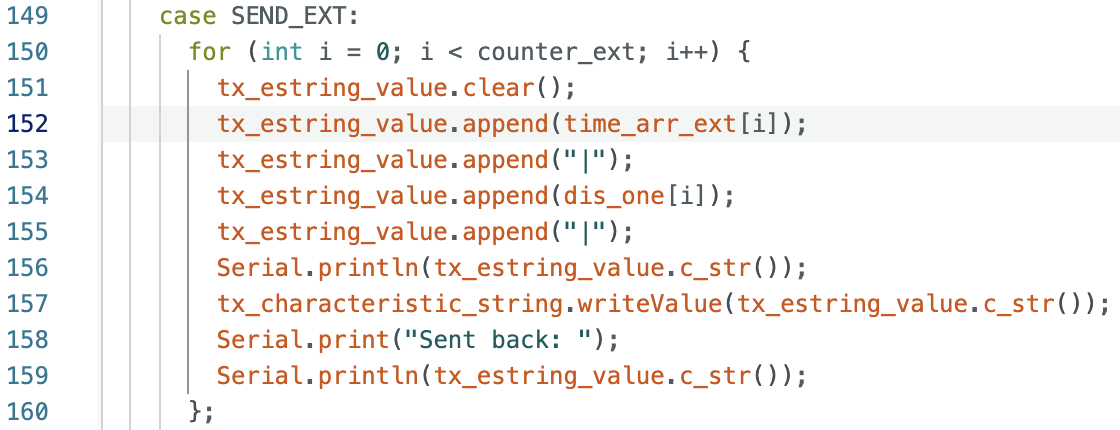 149 case SEND_EXT:
150 for (int i = 0; i < counter_ext; i++) {
151 tx_estring_value.clear();
152 tx_estring_value.append(time_arr_ext[i]);
153 tx_estring_value.append("|");
154 tx_estring_value.append(dis_one[i]);
155 tx_estring_value.append("|");
156 Serial.println(tx_estring_value.c_str());
157 tx_characteristic_string.writeValue(tx_estring_value.c_str());
158 Serial.print("Sent back: ");
159 Serial.println(tx_estring_value.c_str());
160 };